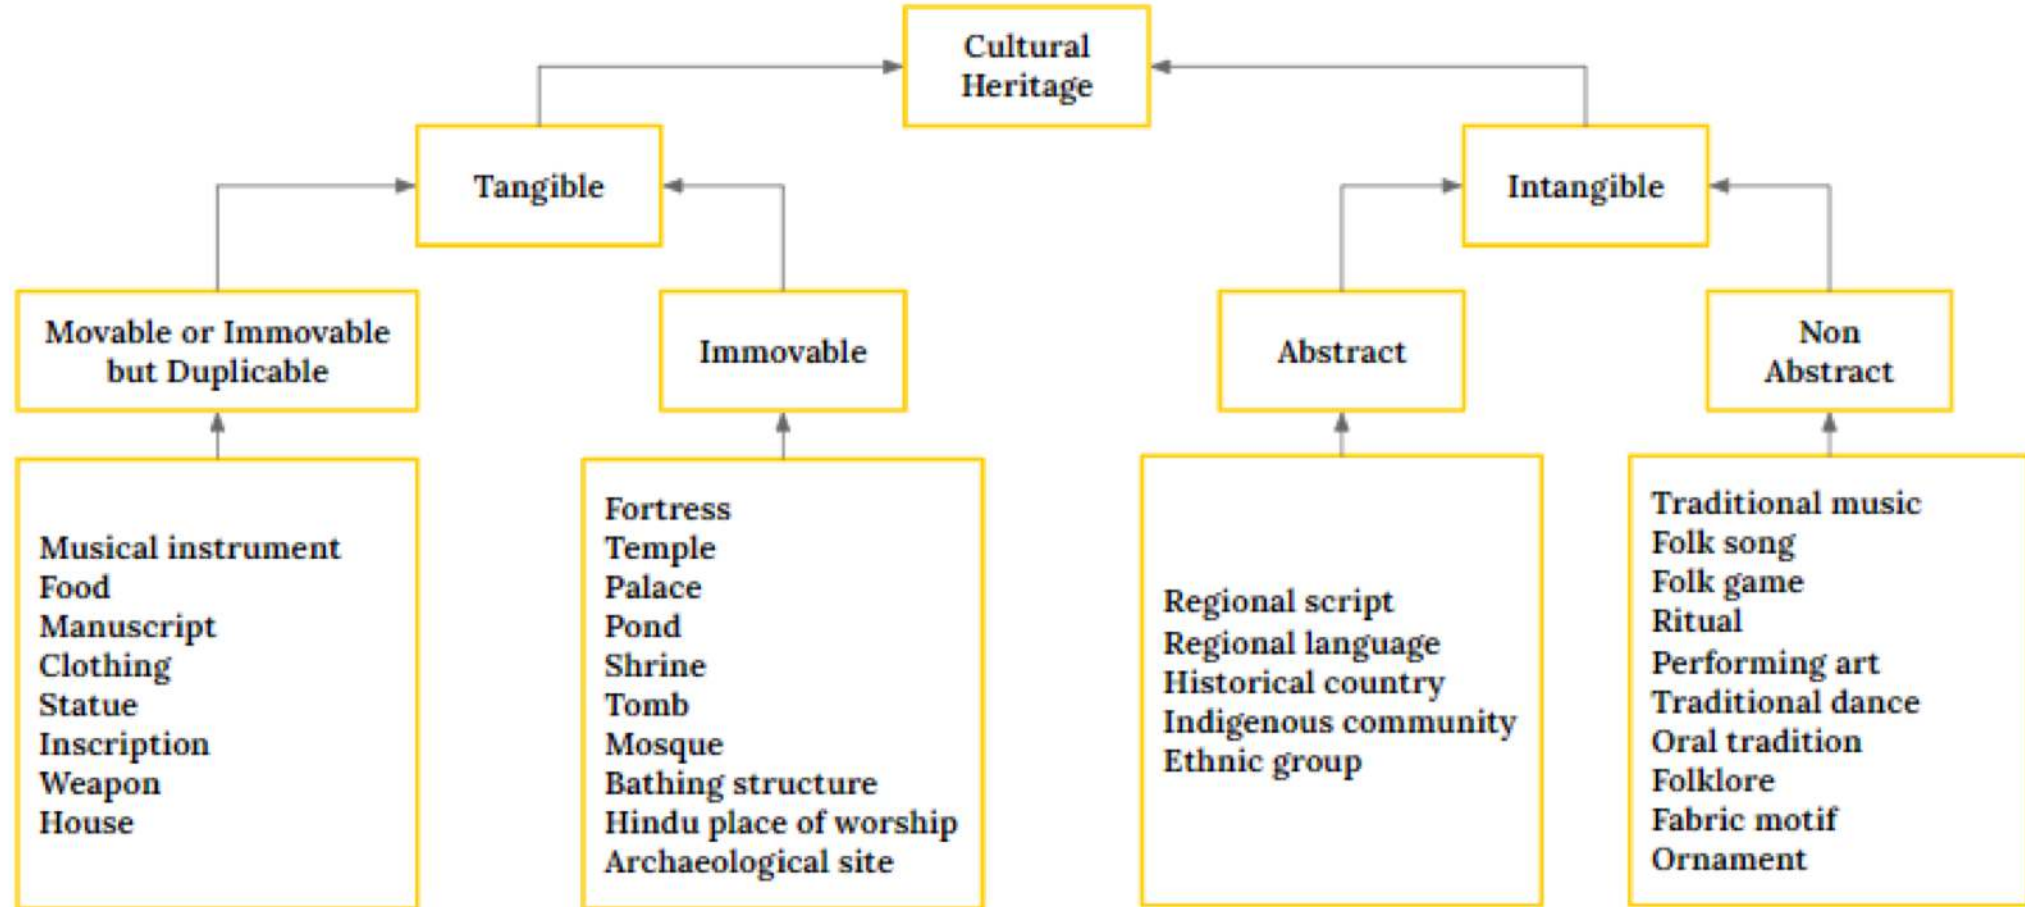 Cultural
Heritage
Tangible
Intangible
Movable or Immovable
but Duplicable
Immovable
Abstract
Non
Abstract
Musical instrument
Food
Manuscript
Clothing
Statue
Inscription
Weapon
House
Fortress
Temple
Palace
Pond
Shrine
Tomb
Mosque
Bathing structure
Hindu place of worship
Archaeological site
Regional script
Regional language
Historical country
Indigenous community
Ethnic group
Traditional music
Folk song
Folk game
Ritual
Performing art
Traditional dance
Oral tradition
Folklore
Fabric motif
Ornament